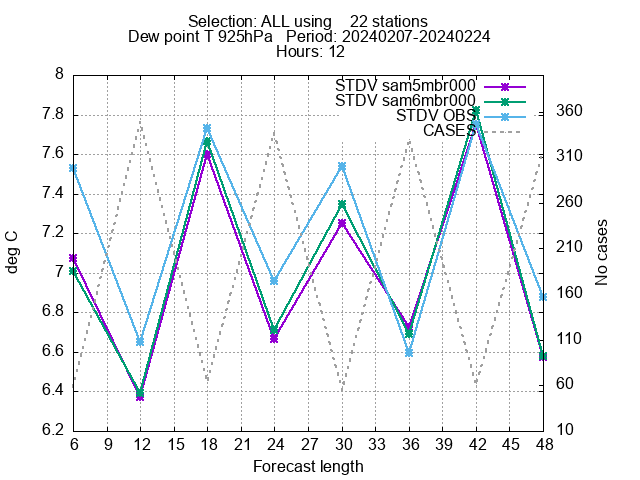 Selection: ALL using    22 stations
Dew point T 925hPa   Period: 20240207-20240224
Hours: 12
STDV sam5mbr000
STDV sam6mbr000
STDV OBS
CASES
8
7.8
7.6
7.4
7.2
7
6.8
6.6
6.4
6.2
deg C
360
310
260
210
160
110
60
10
No cases
6 9 12 15 18 21 24 27 30 33 36 39 42 45 48
Forecast length